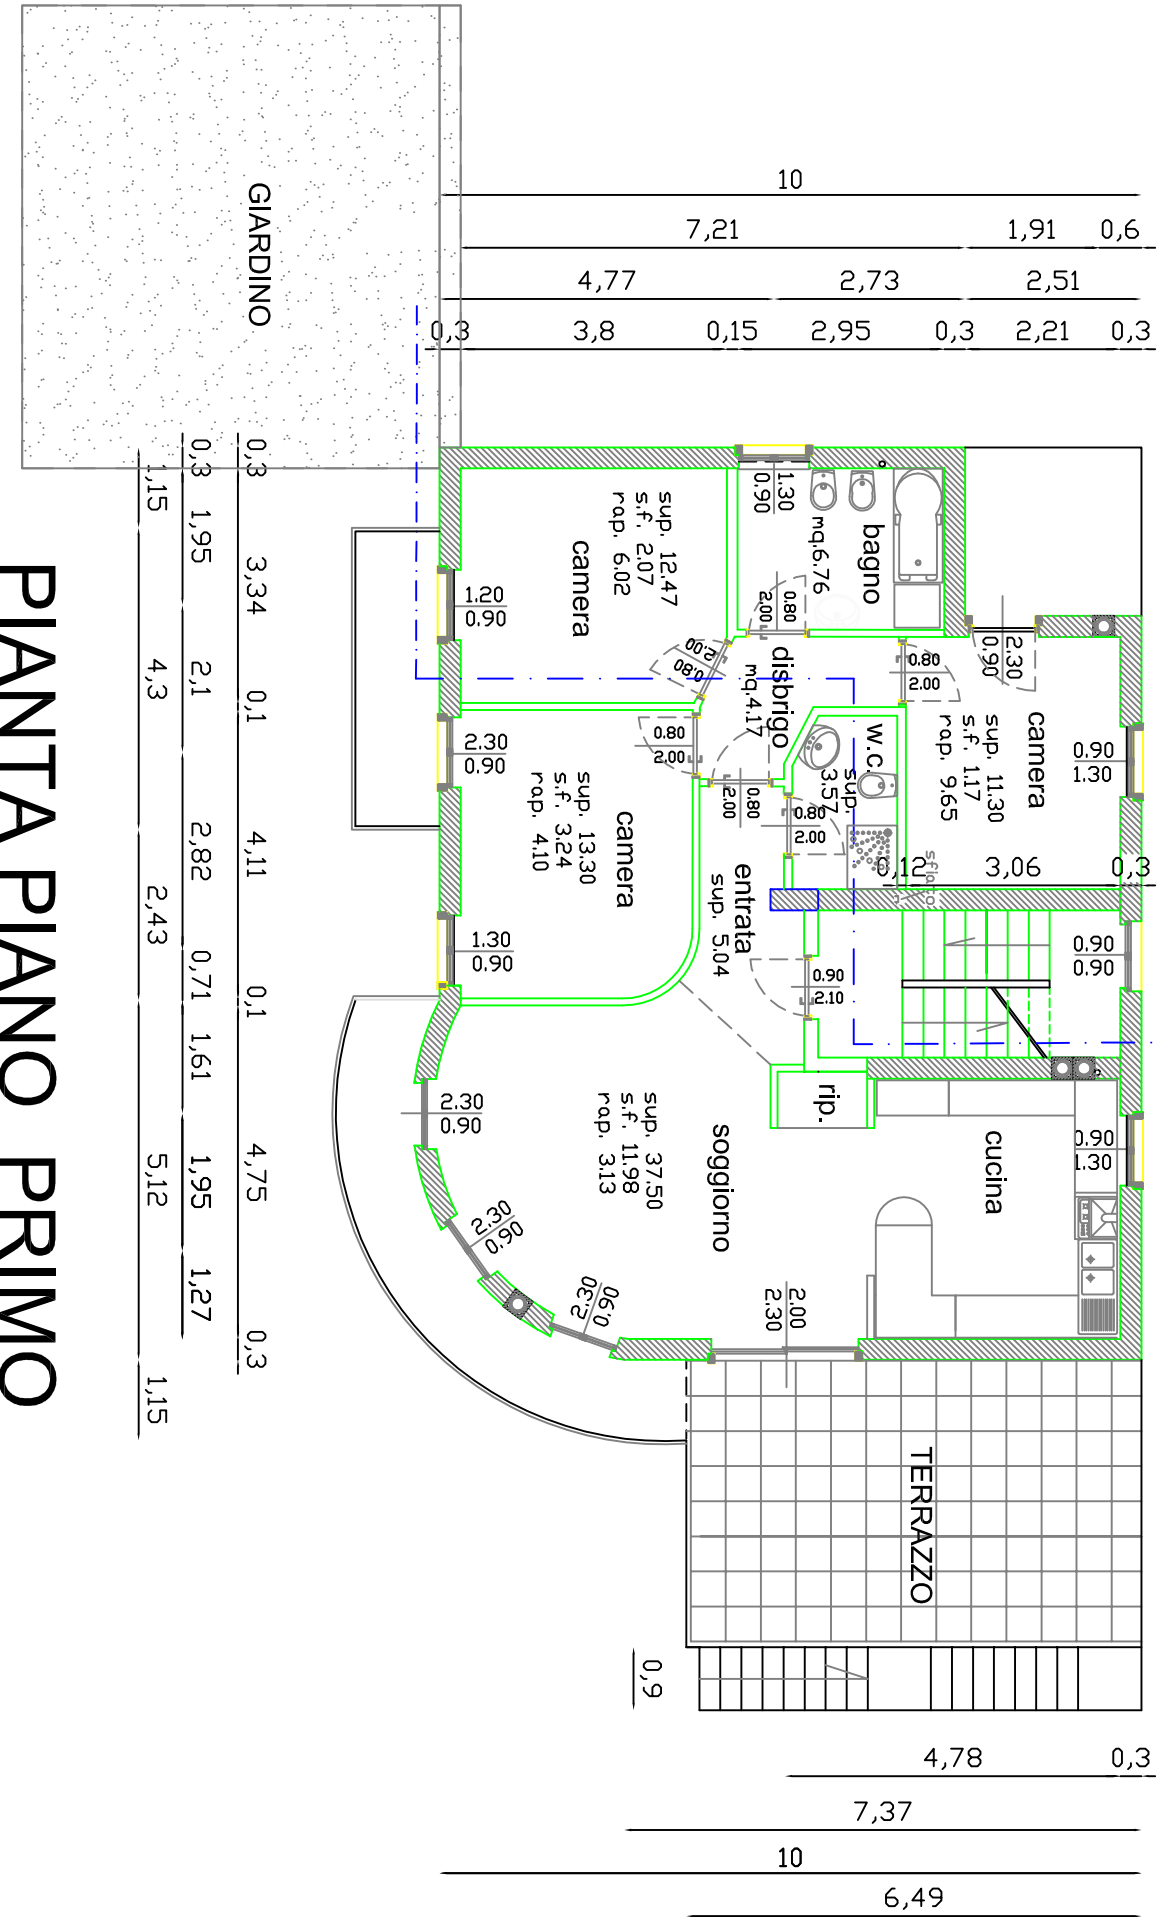 10
7,21
1,91
0,6
4,77
2,73
2,51
0,3
3,8
0,15
2,95
0,3
2,21
0,3
GIARDINO
0,3
3,34
0,1
4,11
0,1
4,75
0,3
0,3
1,95
2,1
2,82
0,71
1,61
1,95
1,27
1,15
4,3
2,43
5,12
1,15
1.30
0.90
bagno
mq.6.76
0.80
2.00
camera
sup. 12.47
s.f. 2.07
rap. 6.02
1.20
0.90
2.00
0.80
disbrigo
mq.4.17
0.80
2.00
2.30
0.90
camera
sup. 11.30
s.f. 1.17
rap. 9.65
0.90
1.30
w.c.
sup.
3.57
0.80
2.00
0.80
2.00
0.80
2.00
2.30
0.90
camera
sup. 13.30
s.f. 3.24
rap. 4.10
1.30
0.90
sfiato
0,12
3,06
0,3
entrata
sup. 5.04
0.90
2.10
0.90
0.90
rip.
cucina
0.90
1.30
soggiorno
sup. 37.50
s.f. 11.98
rap. 3.13
2.30
0.90
2.30
0.90
2.30
0.90
2.00
2.30
TERRAZZO
0,9
4,78
0,3
7,37
10
6,49
PIANTA PIANO PRIMO